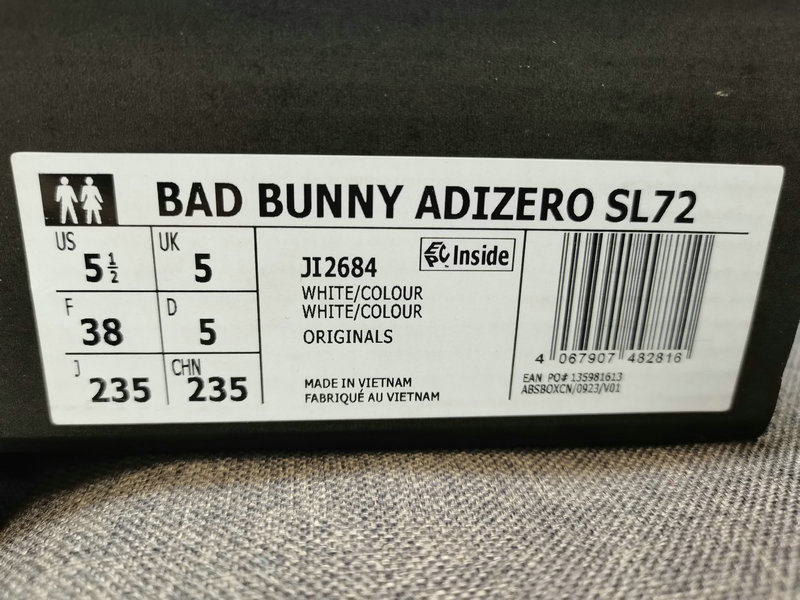 BAD BUNNY ADIZERO SL72
US 5 1/2
UK 5
F 38
D 5
J 235
CHN 235
JI2684
EC Inside
WHITE/COLOUR
WHITE/COLOUR
ORIGINALS
MADE IN VIETNAM
FABRIQUÉ AU VIETNAM
4 067907 482816
EAN PO# 135981613
ABSBOXCN/0923/V01